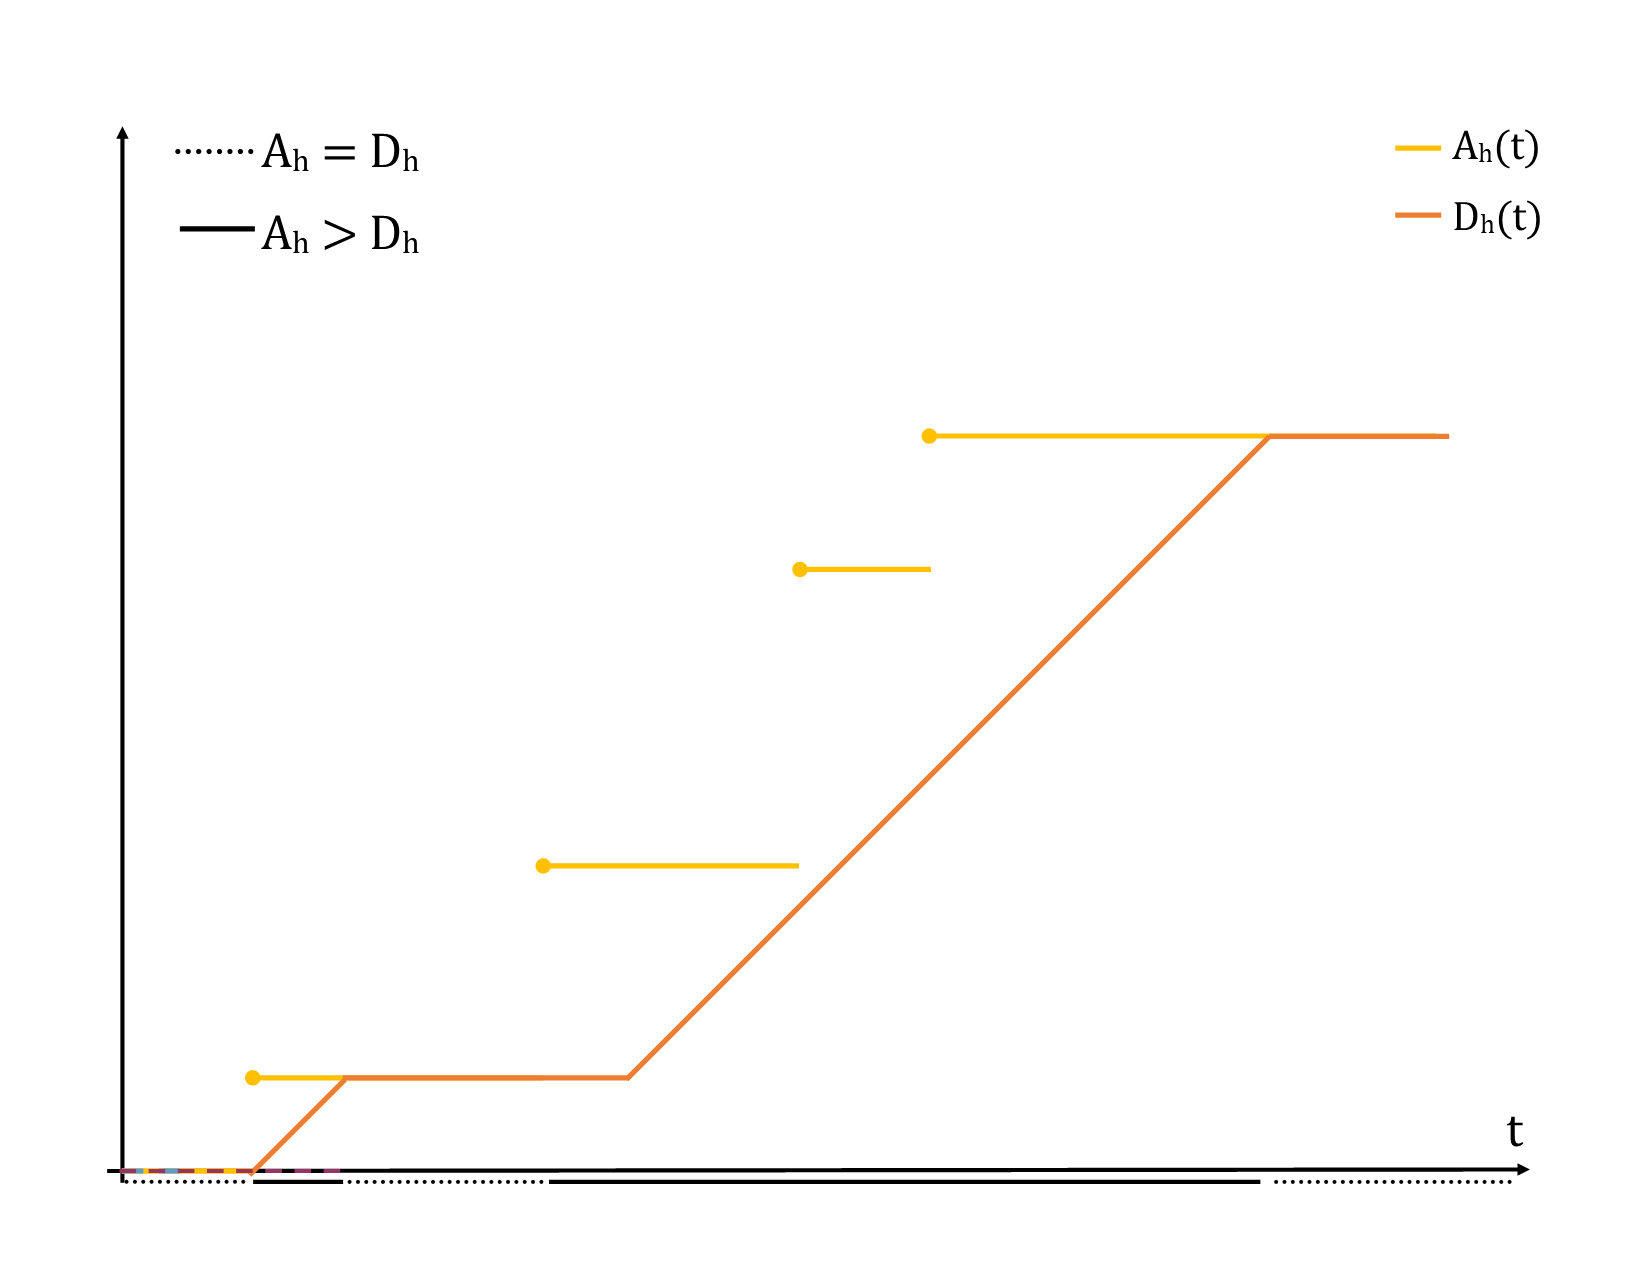 Aₕ = Dₕ
Aₕ > Dₕ
Aₕ(t)
Dₕ(t)
t